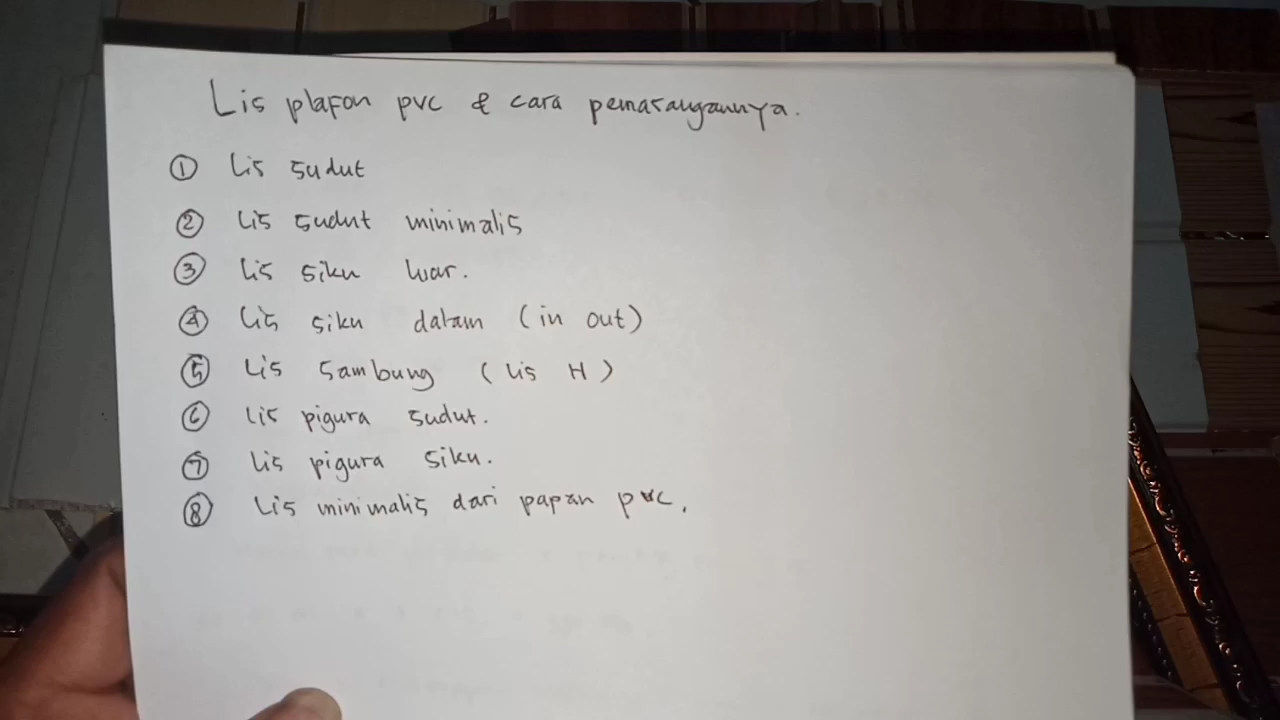 Lis plafon pvc & cara pemasangannya.
① Lis sudut
② Lis sudut minimalis
③ Lis siku luar.
④ Lis siku dalam (in out)
⑤ Lis sambung (lis H)
⑥ Lis pigura sudut.
⑦ Lis pigura siku.
⑧ Lis minimalis dari papan pvc.